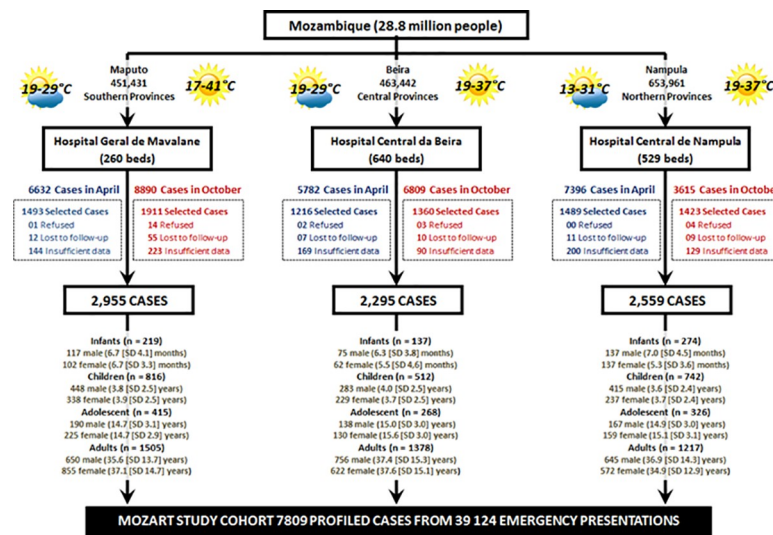 Mozambique (28.8 million people)
19-29°C
Maputo
451,431
Southern Provinces
17-41°C
19-29°C
Beira
463,442
Central Provinces
19-37°C
13-31°C
Nampula
653,961
Northern Provinces
19-37°C
Hospital Geral de Mavalane
(260 beds)
Hospital Central da Beira
(640 beds)
Hospital Central de Nampula
(529 beds)
6632 Cases in April
8890 Cases in October
5782 Cases in April
6809 Cases in October
7396 Cases in April
3615 Cases in October
1493 Selected Cases
01 Refused
12 Lost to follow-up
144 Insufficient data
1911 Selected Cases
14 Refused
55 Lost to follow-up
223 Insufficient data
1216 Selected Cases
02 Refused
07 Lost to follow-up
169 Insufficient data
1360 Selected Cases
03 Refused
10 Lost to follow-up
90 Insufficient data
1489 Selected Cases
00 Refused
11 Lost to follow-up
200 Insufficient data
1423 Selected Cases
04 Refused
09 Lost to follow-up
129 Insufficient data
2,955 CASES
2,295 CASES
2,559 CASES
Infants (n = 219)
117 male (6.7 [SD 4.1] months)
102 female (6.7 [SD 3.3] months)
Children (n = 816)
448 male (3.8 [SD 2.5] years)
338 female (3.9 [SD 2.5] years)
Adolescent (n = 415)
190 male (14.7 [SD 3.1] years)
225 female (14.7 [SD 2.9] years)
Adults (n = 1505)
650 male (35.6 [SD 13.7] years)
855 female (37.1 [SD 14.7] years)
Infants (n = 137)
75 male (6.3 [SD 3.8] months)
62 female (5.5 [SD 4,6] months)
Children (n = 512)
283 male (4.0 [SD 2.5] years)
229 female (3.7 [SD 2.5] years)
Adolescent (n = 268)
138 male (15.0 [SD 3.0] years)
130 female (15.6 [SD 3.0] years)
Adults (n = 1378)
756 male (37.4 [SD 15.3] years)
622 female (37.6 [SD 15.1] years)
Infants (n = 274)
137 male (7.0 [SD 4.5] months)
137 female (5.3 [SD 3.6] months)
Children (n = 742)
415 male (3.6 [SD 2.4] years)
237 female (3.7 [SD 2.4] years)
Adolescent (n = 326)
167 male (14.9 [SD 3.0] years)
159 female (15.1 [SD 3.1] years)
Adults (n = 1217)
645 male (36.9 [SD 14.3] years)
572 female (34.9 [SD 12.9] years)
MOZART STUDY COHORT 7809 PROFILED CASES FROM 39 124 EMERGENCY PRESENTATIONS